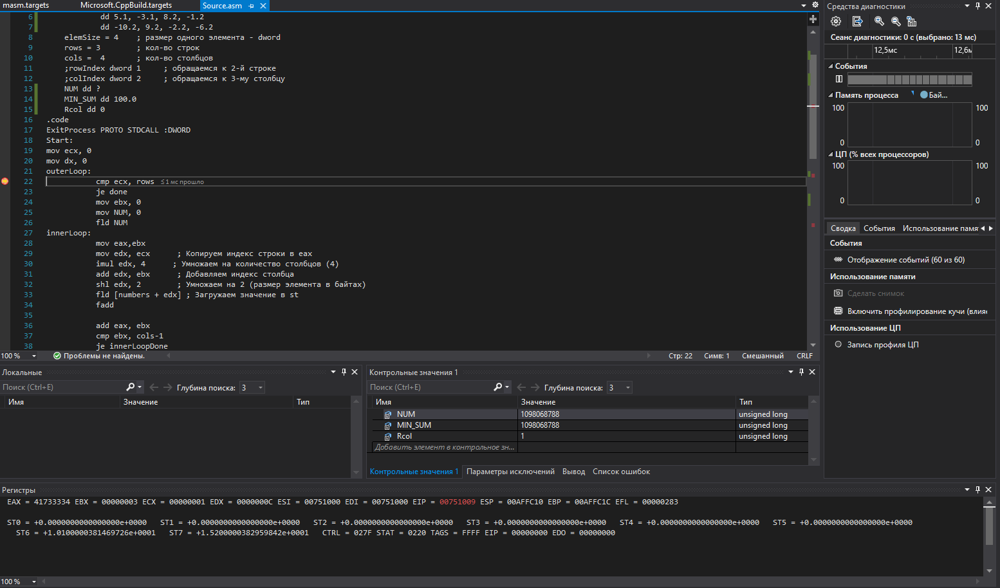 masm.targets Microsoft.CppBuild.targets Source.asm
6 dd 5.1, -3.1, 8.2, -1.2
7 dd -10.2, 9.2, -2.2, -6.2
8 elemSize = 4 ; размер одного элемента - dword
9 rows = 3 ; кол-во строк
10 cols = 4 ; кол-во столбцов
11 ;rowIndex dword 1 ; обращаемся к 2-й строке
12 ;colIndex dword 2 ; обращаемся к 3-му столбцу
13 NUM dd ?
14 MIN_SUM dd 100.0
15 Rcol dd 0
16 .code
17 ExitProcess PROTO STDCALL :DWORD
18 Start:
19 mov ecx, 0
20 mov dx, 0
21 outerLoop:
22 cmp ecx, rows ≤ 1 мс прошло
23 je done
24 mov ebx, 0
25 mov NUM, 0
26 fld NUM
27 innerLoop:
28 mov eax,ebx
29 mov edx, ecx ; Копируем индекс строки в eax
30 imul edx, 4 ; Умножаем на количество столбцов (4)
31 add edx, ebx ; Добавляем индекс столбца
32 shl edx, 2 ; Умножаем на 2 (размер элемента в байтах)
33 fld [numbers + edx] ; Загружаем значение в st
34 fadd
35
36 add eax, ebx
37 cmp ebx, cols-1
38 je innerLoopDone
100 % Проблемы не найдены. Стр: 22 Симв: 1 Смешанный CRLF
Средства диагностики
Сеанс диагностики: 0 с (выбрано: 13 мс)
12,5мс 12,6м
События
Память процесса Бай...
100 100
0 0
ЦП (% всех процессоров)
100 100
0 0
Сводка События Использование памят
События
Отображение событий (60 из 60)
Использование памяти
Сделать снимок
Включить профилирование кучи (влияе
Использование ЦП
Запись профиля ЦП
Локальные
Поиск (Ctrl+E) Глубина поиска: 3
Имя Значение Тип
Контрольные значения 1
Поиск (Ctrl+E) Глубина поиска: 3
Имя Значение Тип
NUM 1098068788 unsigned long
MIN_SUM 1098068788 unsigned long
Rcol 1 unsigned long
Добавить элемент в контрольное зн...
Контрольные значения 1 Параметры исключений Вывод Список ошибок
Регистры
EAX = 41733334 EBX = 00000003 ECX = 00000001 EDX = 0000000C ESI = 00751000 EDI = 00751000 EIP = 00751009 ESP = 00AFFC10 EBP = 00AFFC1C EFL = 00000283
ST0 = +0.0000000000000000e+0000 ST1 = +0.0000000000000000e+0000 ST2 = +0.0000000000000000e+0000 ST3 = +0.0000000000000000e+0000 ST4 = +0.0000000000000000e+0000 ST5 = +0.0000000000000000e+0000
ST6 = +1.0100000381469726e+0001 ST7 = +1.5200000382959842e+0001 CTRL = 027F STAT = 0220 TAGS = FFFF EIP = 00000000 EDO = 00000000
100 %